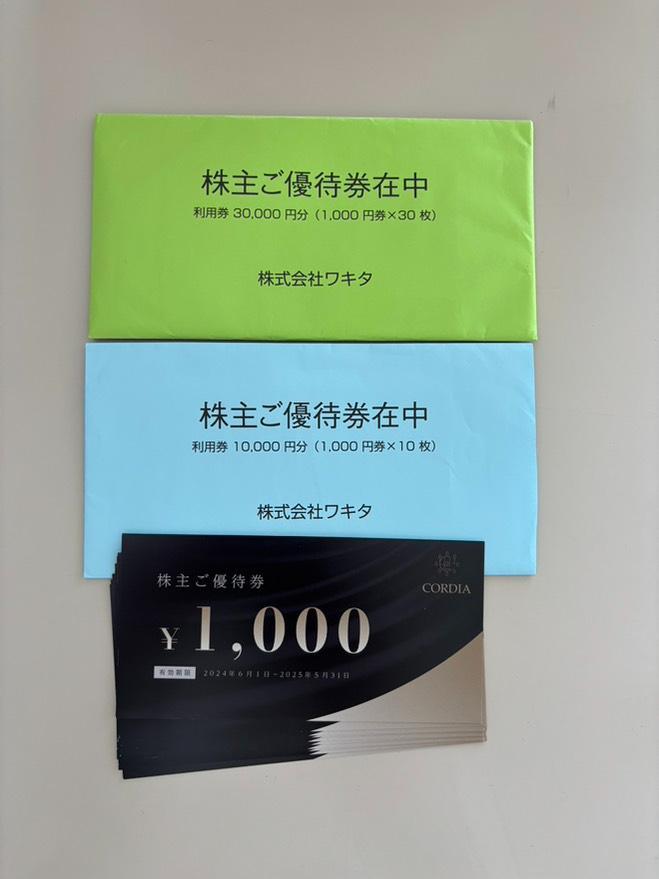 株主ご優待券在中
利用券 30,000 円分（1,000 円券×30 枚）
株式会社ワキタ
株主ご優待券在中
利用券 10,000 円分（1,000 円券×10 枚）
株式会社ワキタ
株主ご優待券
CORDIA
¥1,000
有効期限 2024年6月1日~2025年5月31日